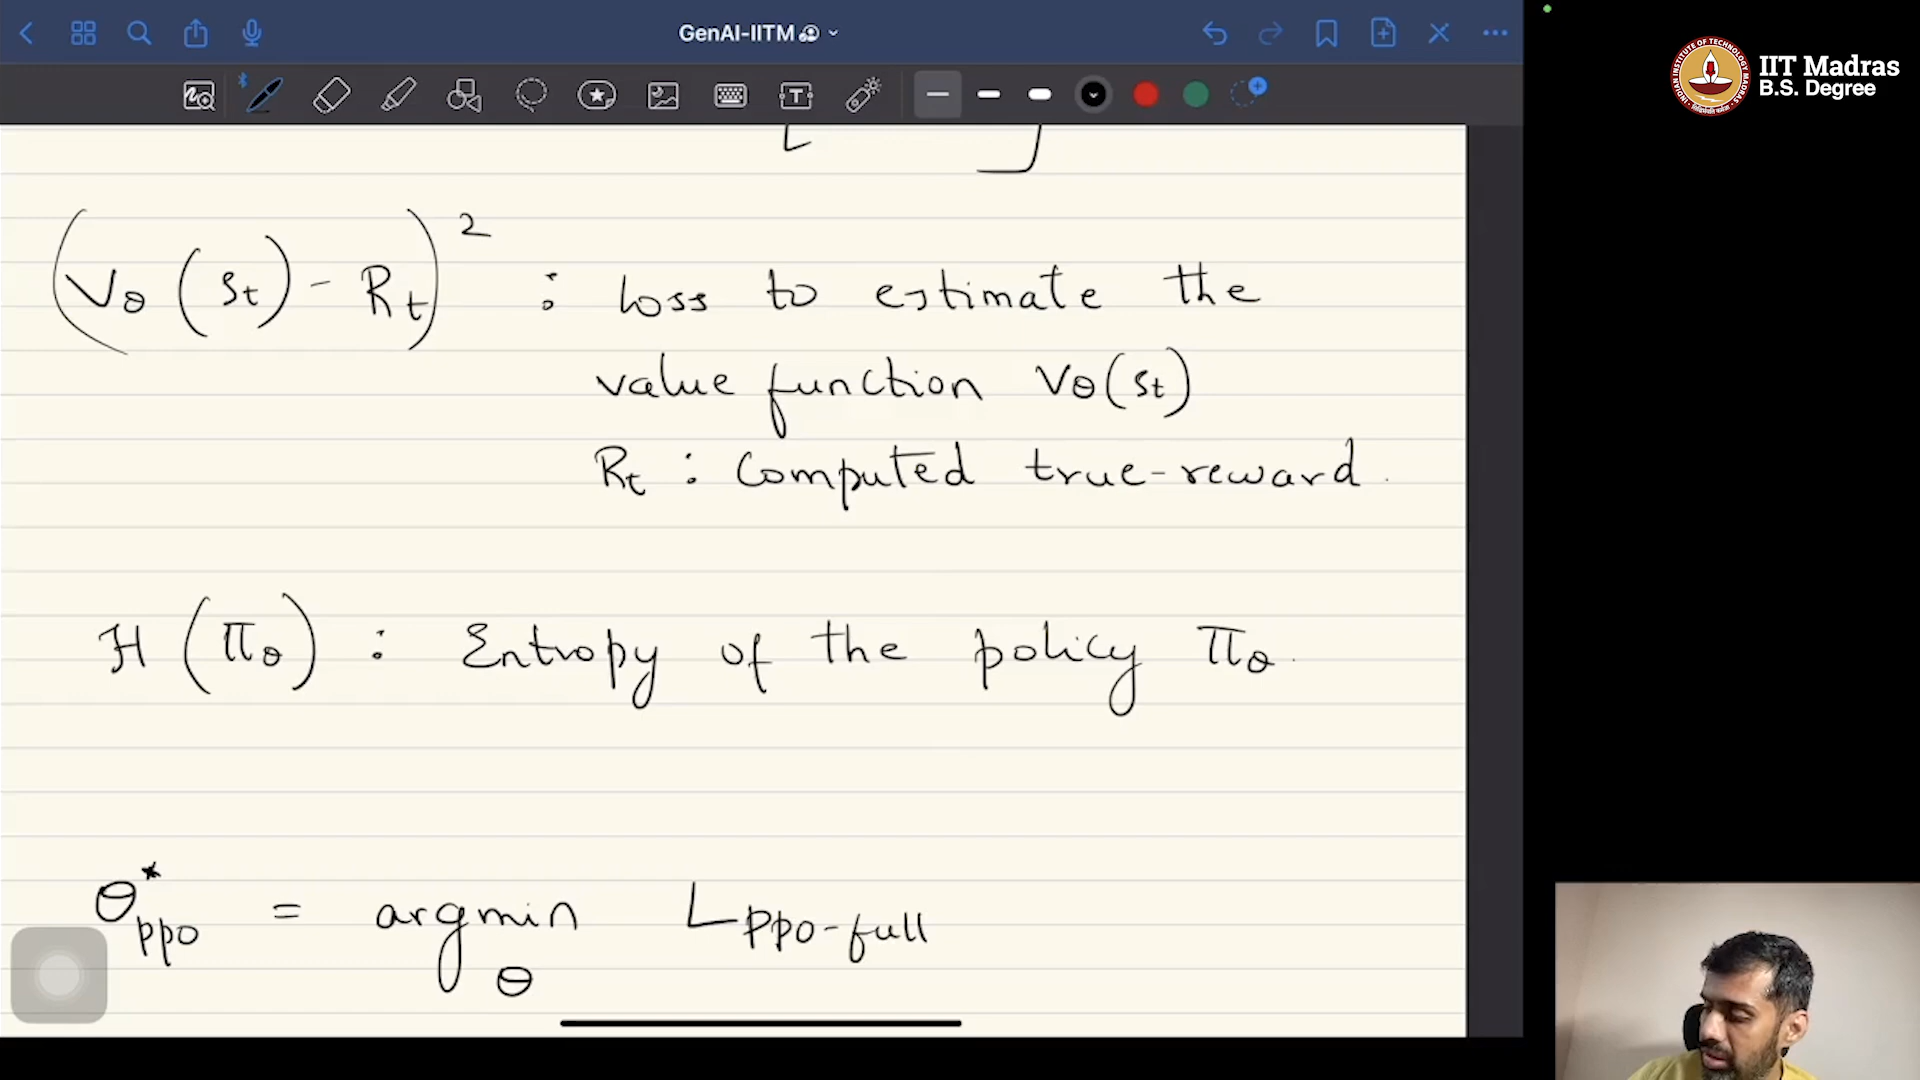 GenAI-IITM
IIT Madras
B.S. Degree
(Vθ(st) - Rt)² : loss to estimate the
value function Vθ(st)
Rt : Computed true-reward.
H(πθ) : Entropy of the policy πθ.
θ*ppo = argmin θ Lppo-full